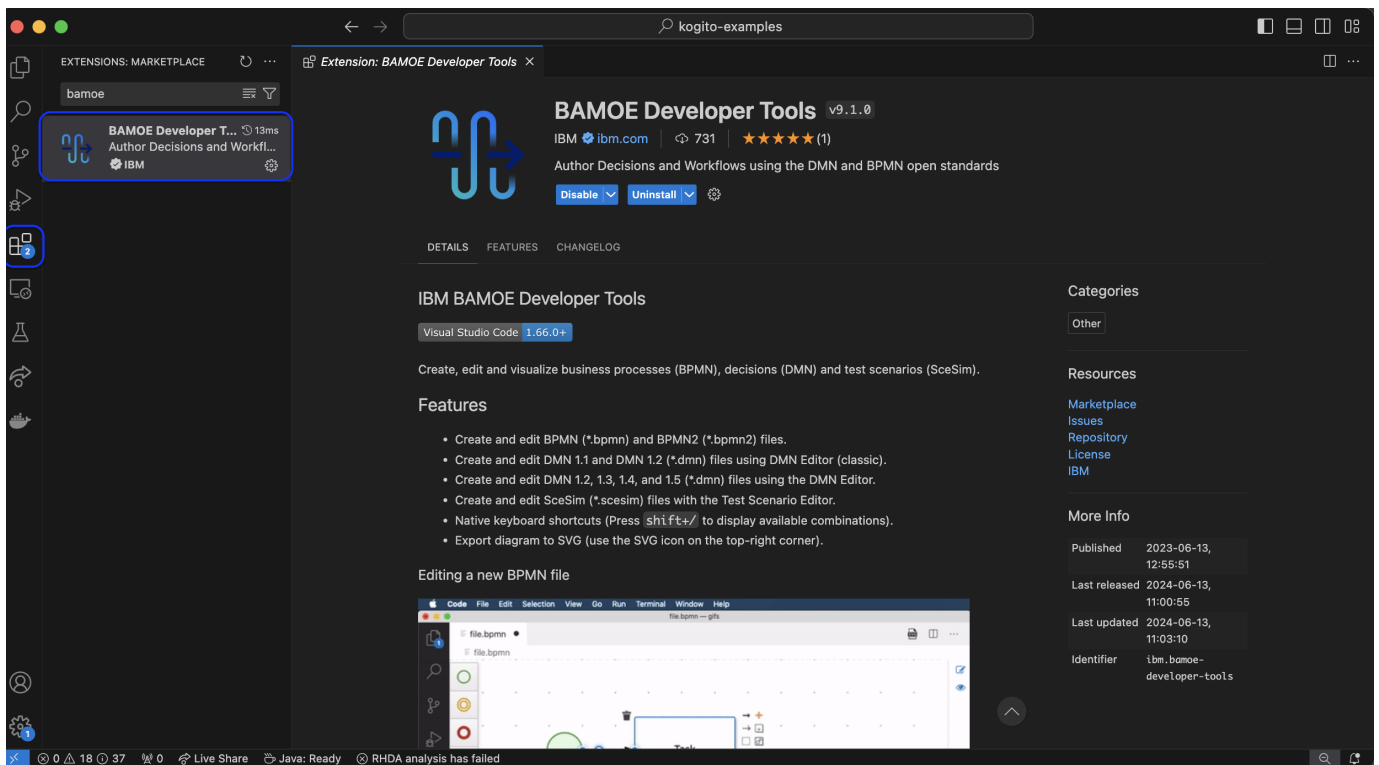 kogito-examples
EXTENSIONS: MARKETPLACE
bamoe
BAMOE Developer T... 13ms
Author Decisions and Workfl...
IBM
2
1
Extension: BAMOE Developer Tools
BAMOE Developer Tools v9.1.0
IBM ibm.com 731 ★★★★★(1)
Author Decisions and Workflows using the DMN and BPMN open standards
Disable Uninstall
DETAILS FEATURES CHANGELOG
IBM BAMOE Developer Tools
Visual Studio Code 1.66.0+
Create, edit and visualize business processes (BPMN), decisions (DMN) and test scenarios (SceSim).
Features
• Create and edit BPMN (*.bpmn) and BPMN2 (*.bpmn2) files.
• Create and edit DMN 1.1 and DMN 1.2 (*.dmn) files using DMN Editor (classic).
• Create and edit DMN 1.2, 1.3, 1.4, and 1.5 (*.dmn) files using the DMN Editor.
• Create and edit SceSim (*.scesim) files with the Test Scenario Editor.
• Native keyboard shortcuts (Press shift+/ to display available combinations).
• Export diagram to SVG (use the SVG icon on the top-right corner).
Editing a new BPMN file
Code File Edit Selection View Go Run Terminal Window Help
file.bpmn — gifs
file.bpmn
file.bpmn
1
Task
Categories
Other
Resources
Marketplace
Issues
Repository
License
IBM
More Info
Published 2023-06-13,
12:55:51
Last released 2024-06-13,
11:00:55
Last updated 2024-06-13,
11:03:10
Identifier ibm.bamoe-
developer-tools
0 18 37 0 Live Share Java: Ready RHDA analysis has failed